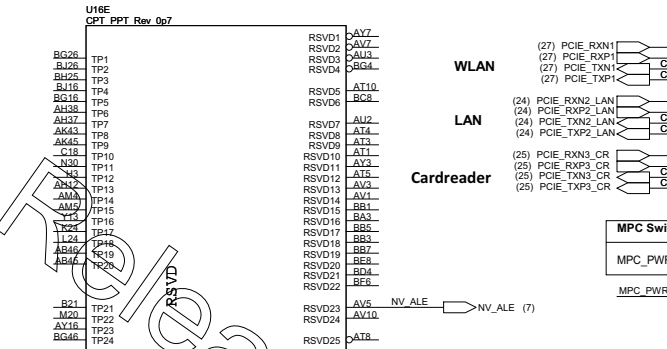 U16E
CPT_PPT_Rev_0p7
BG26 TP1
BJ26 TP2
BH25 TP3
BJ16 TP4
BG16 TP5
AH38 TP6
AH37 TP7
AK43 TP8
AK45 TP9
C18 TP10
N30 TP11
H3 TP12
AH12 TP13
AM4 TP14
AM5 TP15
Y13 TP16
K24 TP17
L24 TP18
AB46 TP19
AB45 TP20
B21 TP21
M20 TP22
AY16 TP23
BG46 TP24
RSVD
RSVD1 AY7
RSVD2 AV7
RSVD3 AU3
RSVD4 BG4
RSVD5 AT10
RSVD6 BC8
RSVD7 AU2
RSVD8 AT4
RSVD9 AT3
RSVD10 AT1
RSVD11 AY3
RSVD12 AT5
RSVD13 AV3
RSVD14 AV1
RSVD15 BB1
RSVD16 BA3
RSVD17 BB5
RSVD18 BB3
RSVD19 BB7
RSVD20 BE8
RSVD21 BD4
RSVD22 BF6
RSVD23 AV5 NV_ALE NV_ALE (7)
RSVD24 AV10
RSVD25 AT8
WLAN
(27) PCIE_RXN1
(27) PCIE_RXP1
(27) PCIE_TXN1 C
(27) PCIE_TXP1 C
LAN
(24) PCIE_RXN2_LAN
(24) PCIE_RXP2_LAN
(24) PCIE_TXN2_LAN C
(24) PCIE_TXP2_LAN C
Cardreader
(25) PCIE_RXN3_CR
(25) PCIE_RXP3_CR
(25) PCIE_TXN3_CR C
(25) PCIE_TXP3_CR C
MPC Swi
MPC_PWR
MPC_PWR
Relea